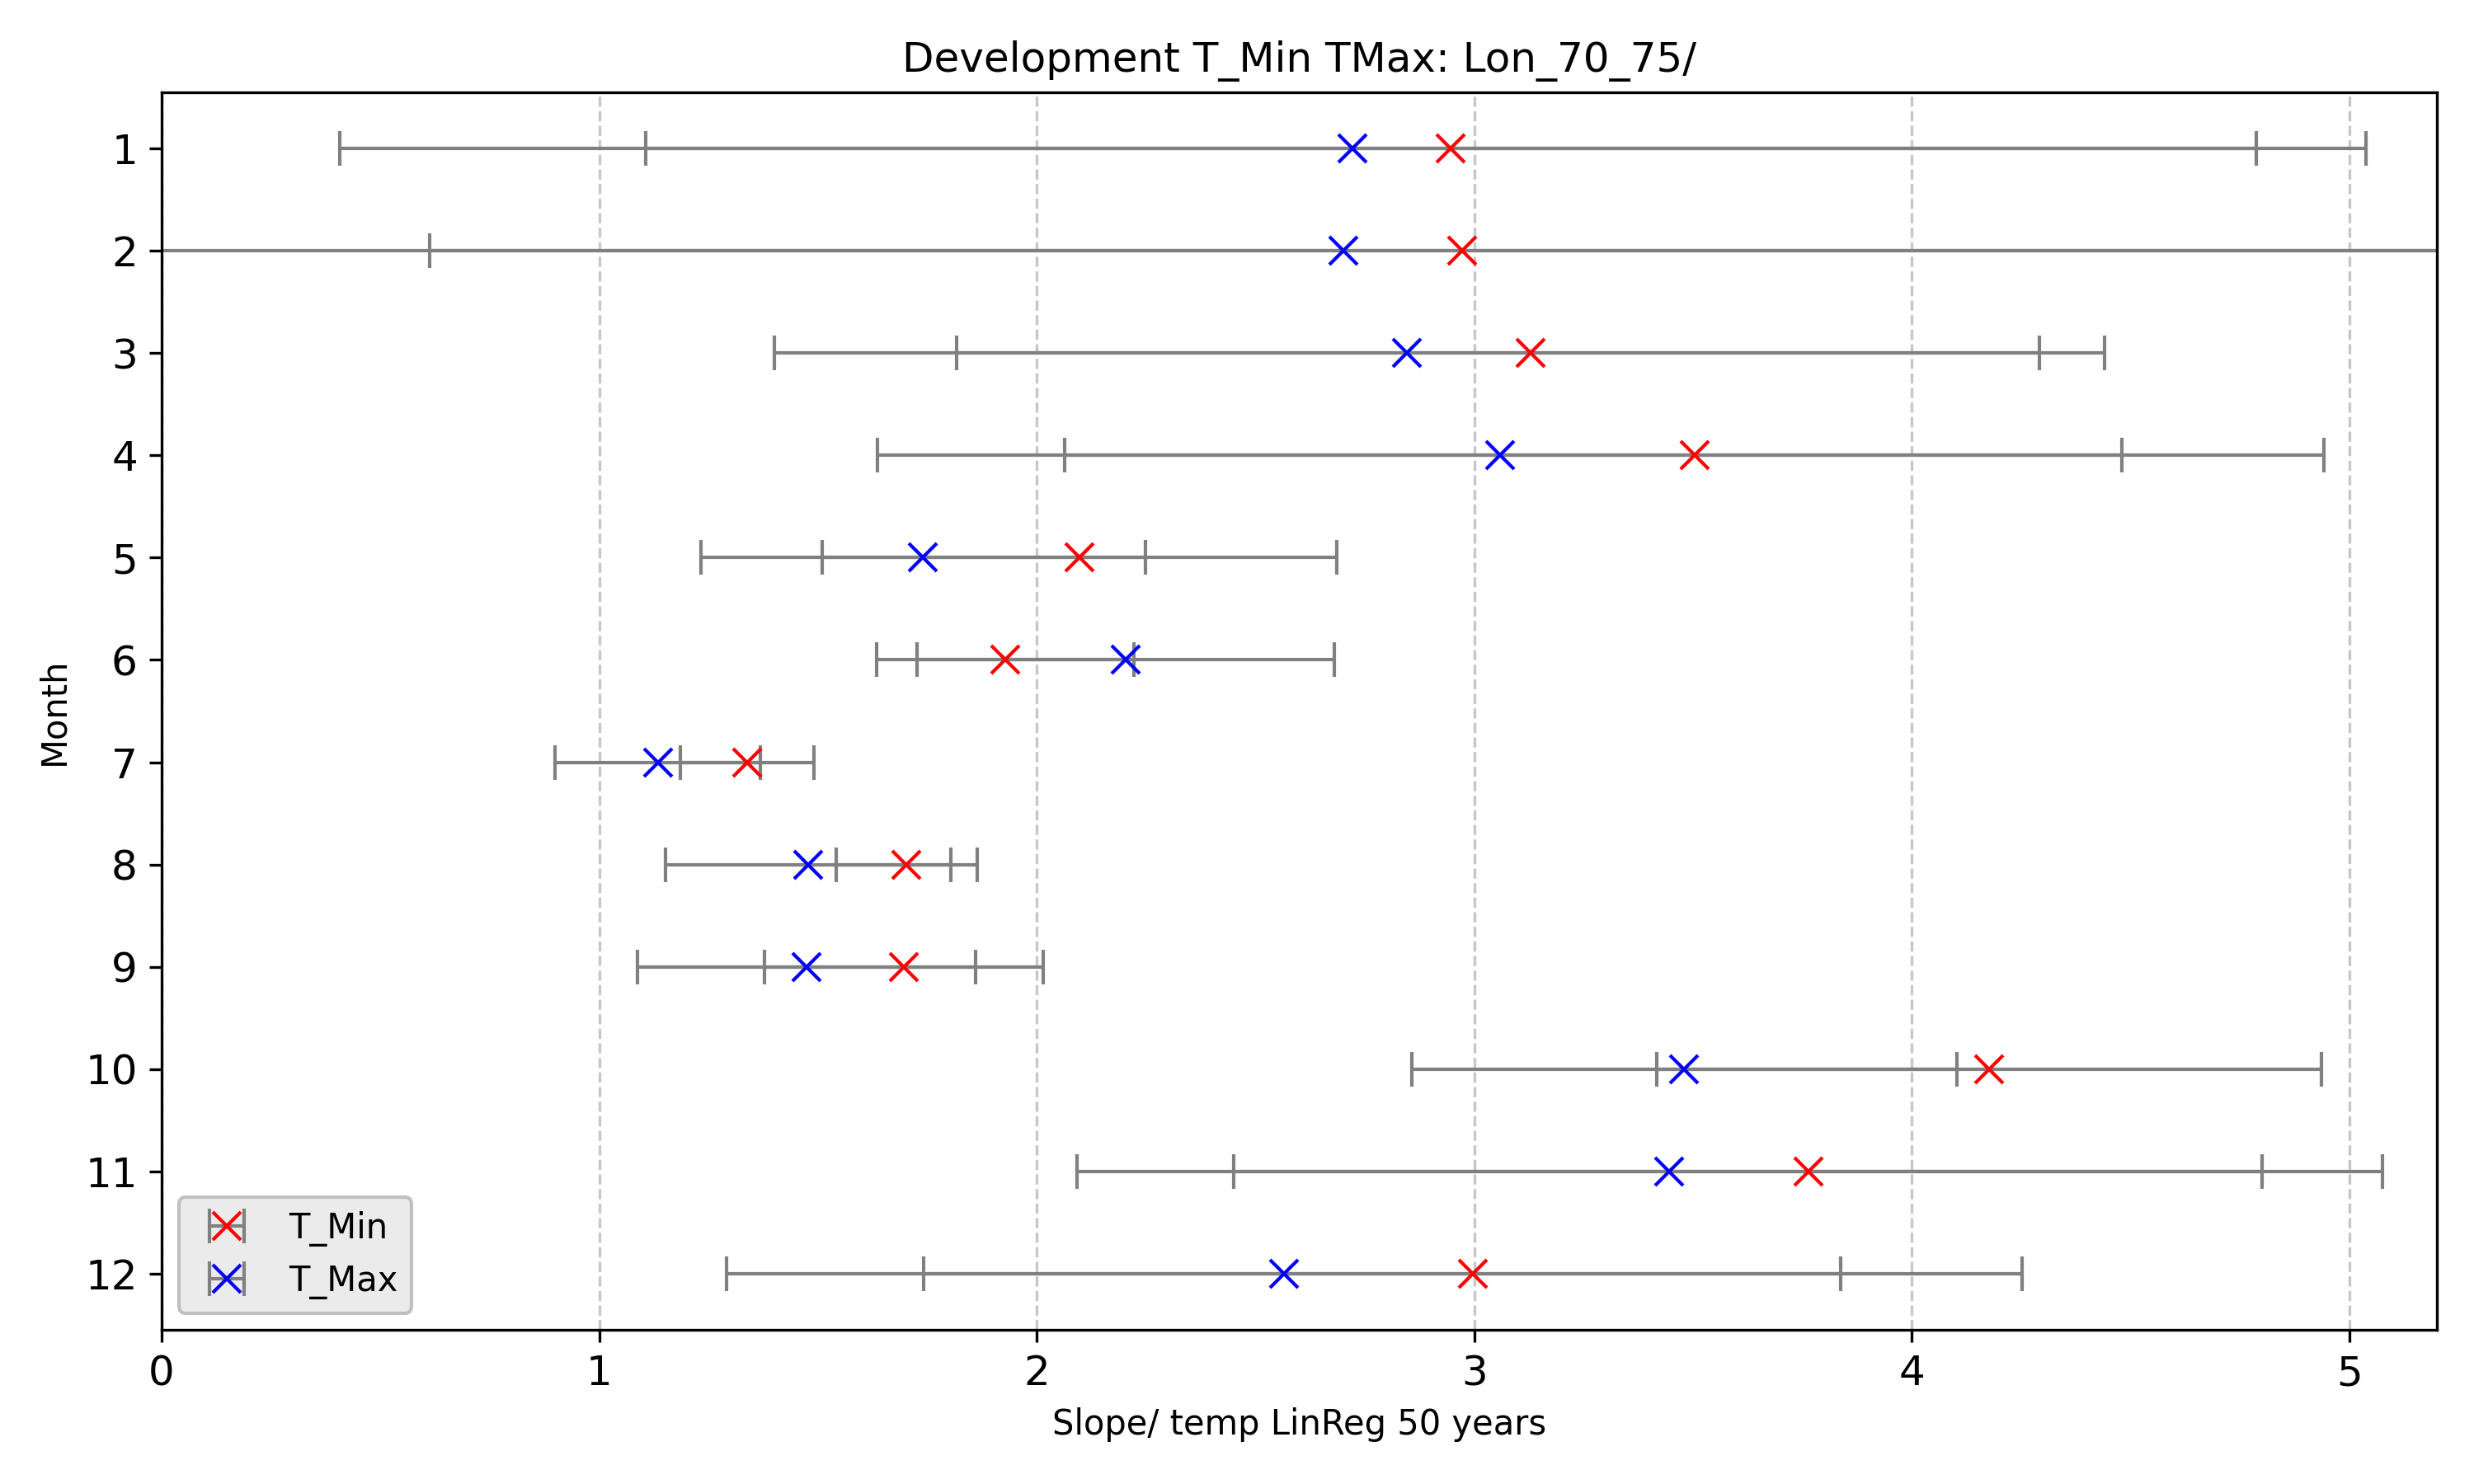 Development T_Min TMax: Lon_70_75/
1
2
3
4
5
6
7
8
9
10
11
12
Month
T_Min
T_Max
0 1 2 3 4 5
Slope/ temp LinReg 50 years